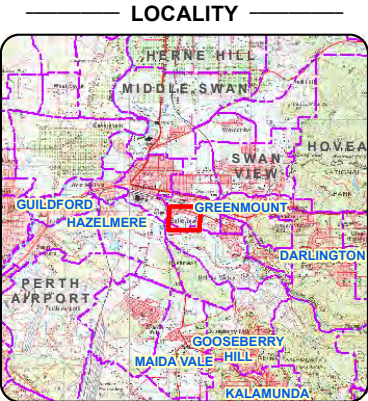 LOCALITY
HERNE HILL
MIDDLE SWAN
HOVEA
SWAN
VIEW
GUILDFORD
GREENMOUNT
HAZELMERE
DARLINGTON
PERTH
AIRPORT
GOOSEBERRY
MAIDA VALE HILL
KALAMUNDA